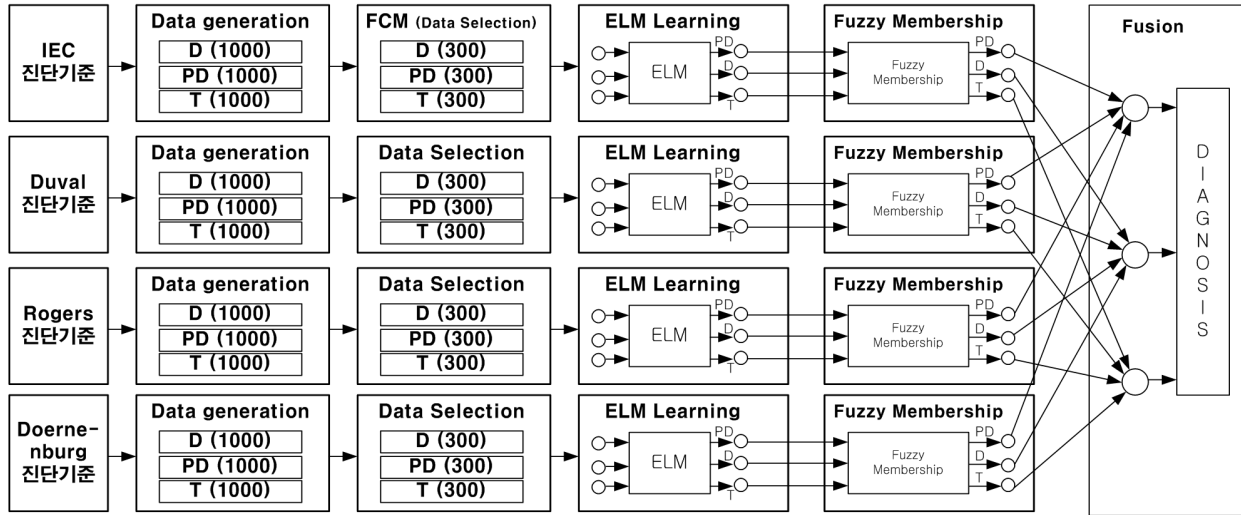 IEC
진단기준
Data generation
D (1000)
PD (1000)
T (1000)
FCM (Data Selection)
D (300)
PD (300)
T (300)
ELM Learning
ELM
PD
D
T
Fuzzy Membership
Fuzzy
Membership
PD
D
T
Duval
진단기준
Data generation
D (1000)
PD (1000)
T (1000)
Data Selection
D (300)
PD (300)
T (300)
ELM Learning
ELM
PD
D
T
Fuzzy Membership
Fuzzy
Membership
PD
D
T
Rogers
진단기준
Data generation
D (1000)
PD (1000)
T (1000)
Data Selection
D (300)
PD (300)
T (300)
ELM Learning
ELM
PD
D
T
Fuzzy Membership
Fuzzy
Membership
PD
D
T
Doerne-
nburg
진단기준
Data generation
D (1000)
PD (1000)
T (1000)
Data Selection
D (300)
PD (300)
T (300)
ELM Learning
ELM
PD
D
T
Fuzzy Membership
Fuzzy
Membership
PD
D
T
Fusion
DIAGNOSIS